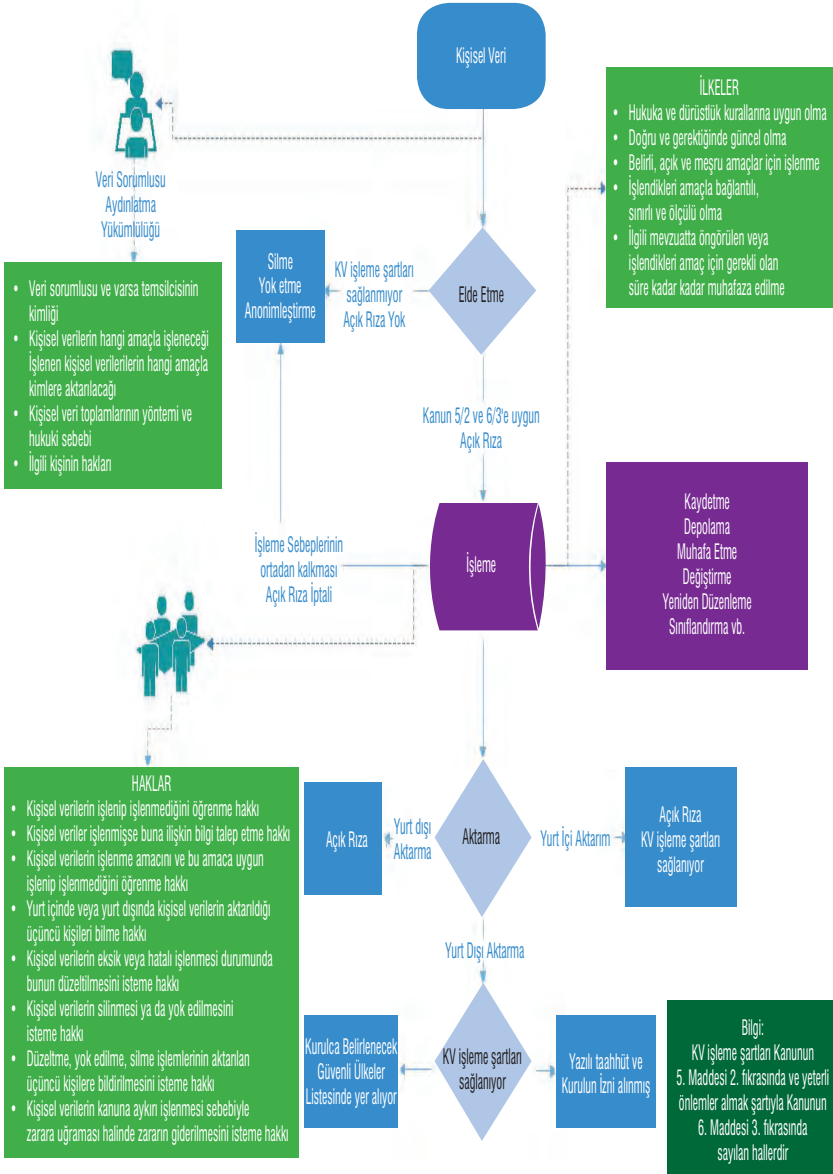 Kişisel Veri
Veri Sorumlusu
Aydınlatma
Yükümlülüğü
İLKELER
• Hukuka ve dürüstlük kurallarına uygun olma
• Doğru ve gerektiğinde güncel olma
• Belirli, açık ve meşru amaçlar için işlenme
• İşlendikleri amaçla bağlantılı,
sınırlı ve ölçülü olma
• İlgili mevzuatta öngörülen veya
işlendikleri amaç için gerekli olan
süre kadar kadar muhafaza edilme
• Veri sorumlusu ve varsa temsilcisinin
kimliği
• Kişisel verilerin hangi amaçla işleneceği
İşlenen kişisel verilerilerin hangi amaçla
kimlere aktarılacağı
• Kişisel veri toplamlarının yöntemi ve
hukuki sebebi
• İlgili kişinin hakları
Silme
Yok etme
Anonimleştirme
KV işleme şartları
sağlanmıyor
Açık Rıza Yok
Elde Etme
Kanun 5/2 ve 6/3'e uygun
Açık Rıza
İşleme Sebeplerinin
ortadan kalkması
Açık Rıza İptali
İşleme
Kaydetme
Depolama
Muhafa Etme
Değiştirme
Yeniden Düzenleme
Sınıflandırma vb.
HAKLAR
• Kişisel verilerin işlenip işlenmediğini öğrenme hakkı
• Kişisel veriler işlenmişse buna ilişkin bilgi talep etme hakkı
• Kişisel verilerin işlenme amacını ve bu amaca uygun
işlenip işlenmediğini öğrenme hakkı
• Yurt içinde veya yurt dışında kişisel verilerin aktarıldığı
üçüncü kişileri bilme hakkı
• Kişisel verilerin eksik veya hatalı işlenmesi durumunda
bunun düzeltilmesini isteme hakkı
• Kişisel verilerin silinmesi ya da yok edilmesini
isteme hakkı
• Düzeltme, yok edilme, silme işlemlerinin aktarılan
üçüncü kişilere bildirilmesini isteme hakkı
• Kişisel verilerin kanuna aykırı işlenmesi sebebiyle
zarara uğraması halinde zararın giderilmesini isteme hakkı
Açık Rıza
Yurt dışı
Aktarma
Aktarma
Yurt İçi Aktarım
Açık Rıza
KV işleme şartları
sağlanıyor
Yurt Dışı Aktarma
Kurulca Belirlenecek
Güvenli Ülkeler
Listesinde yer alıyor
KV işleme şartları
sağlanıyor
Yazılı taahhüt ve
Kurulun İzni alınmış
Bilgi:
KV işleme şartları Kanunun
5. Maddesi 2. fıkrasında ve yeterli
önlemler almak şartıyla Kanunun
6. Maddesi 3. fıkrasında
sayılan hallerdir